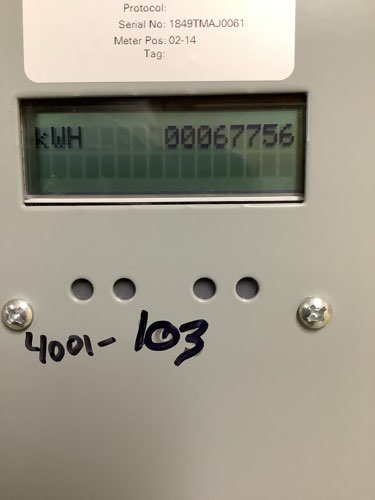 Protocol:
Serial No: 1849TMAJ0061
Meter Pos: 02-14
Tag:
kWH 00067756
4001-103